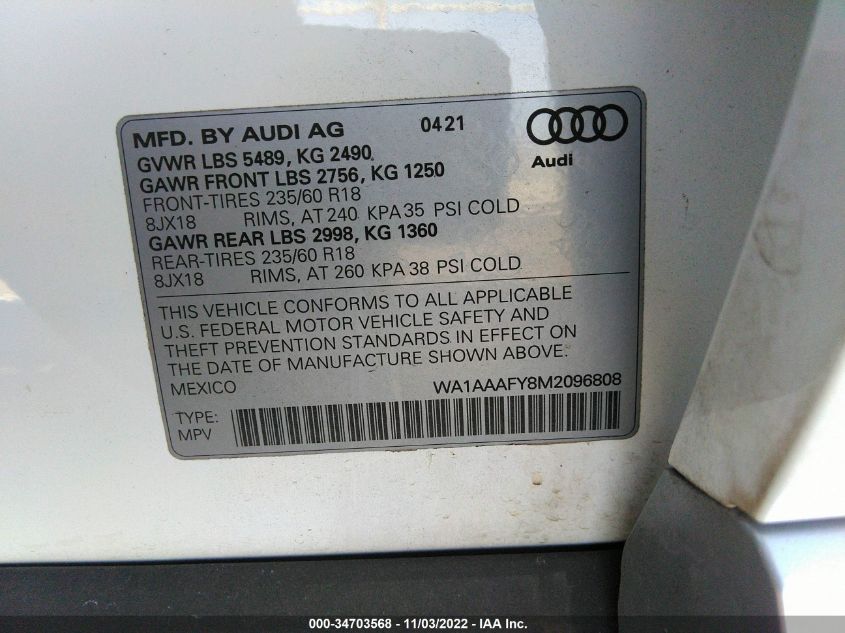 MFD. BY AUDI AG 04 21
Audi
GVWR LBS 5489, KG 2490
GAWR FRONT LBS 2756, KG 1250
FRONT-TIRES 235/60 R18
8JX18 RIMS, AT 240 KPA 35 PSI COLD
GAWR REAR LBS 2998, KG 1360
REAR-TIRES 235/60 R18
8JX18 RIMS, AT 260 KPA 38 PSI COLD
THIS VEHICLE CONFORMS TO ALL APPLICABLE
U.S. FEDERAL MOTOR VEHICLE SAFETY AND
THEFT PREVENTION STANDARDS IN EFFECT ON
THE DATE OF MANUFACTURE SHOWN ABOVE.
MEXICO WA1AAAFY8M2096808
TYPE:
MPV
000-34703568 - 11/03/2022 - IAA Inc.